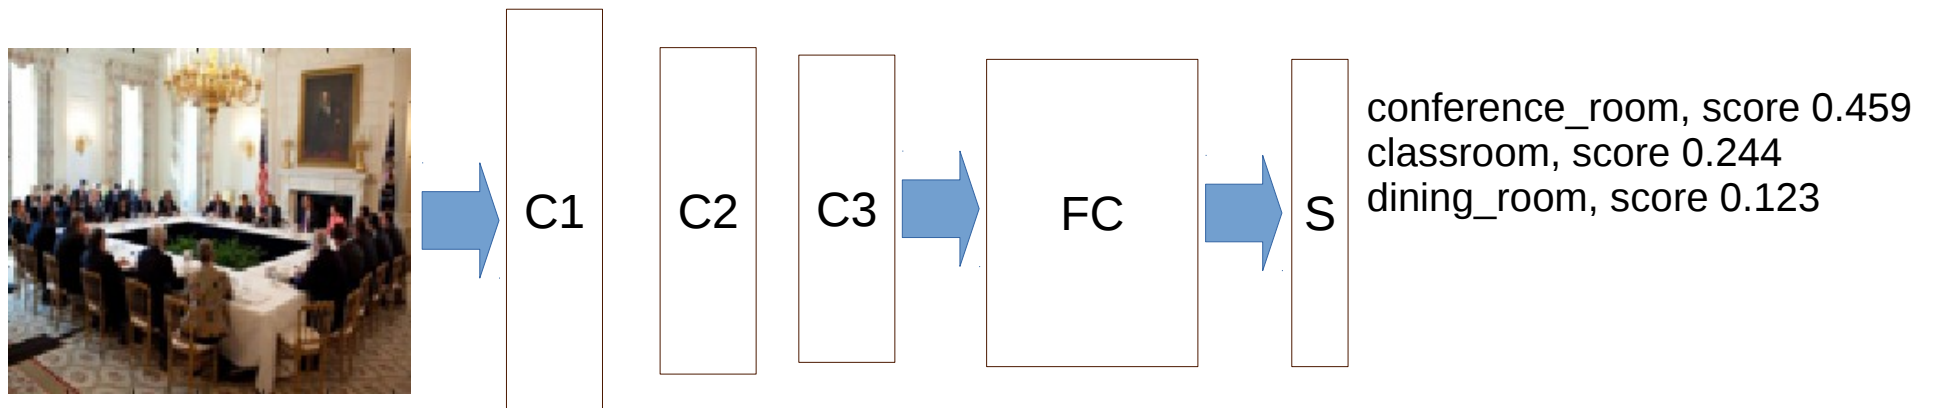 C1
C2
C3
FC
S
conference_room, score 0.459
classroom, score 0.244
dining_room, score 0.123